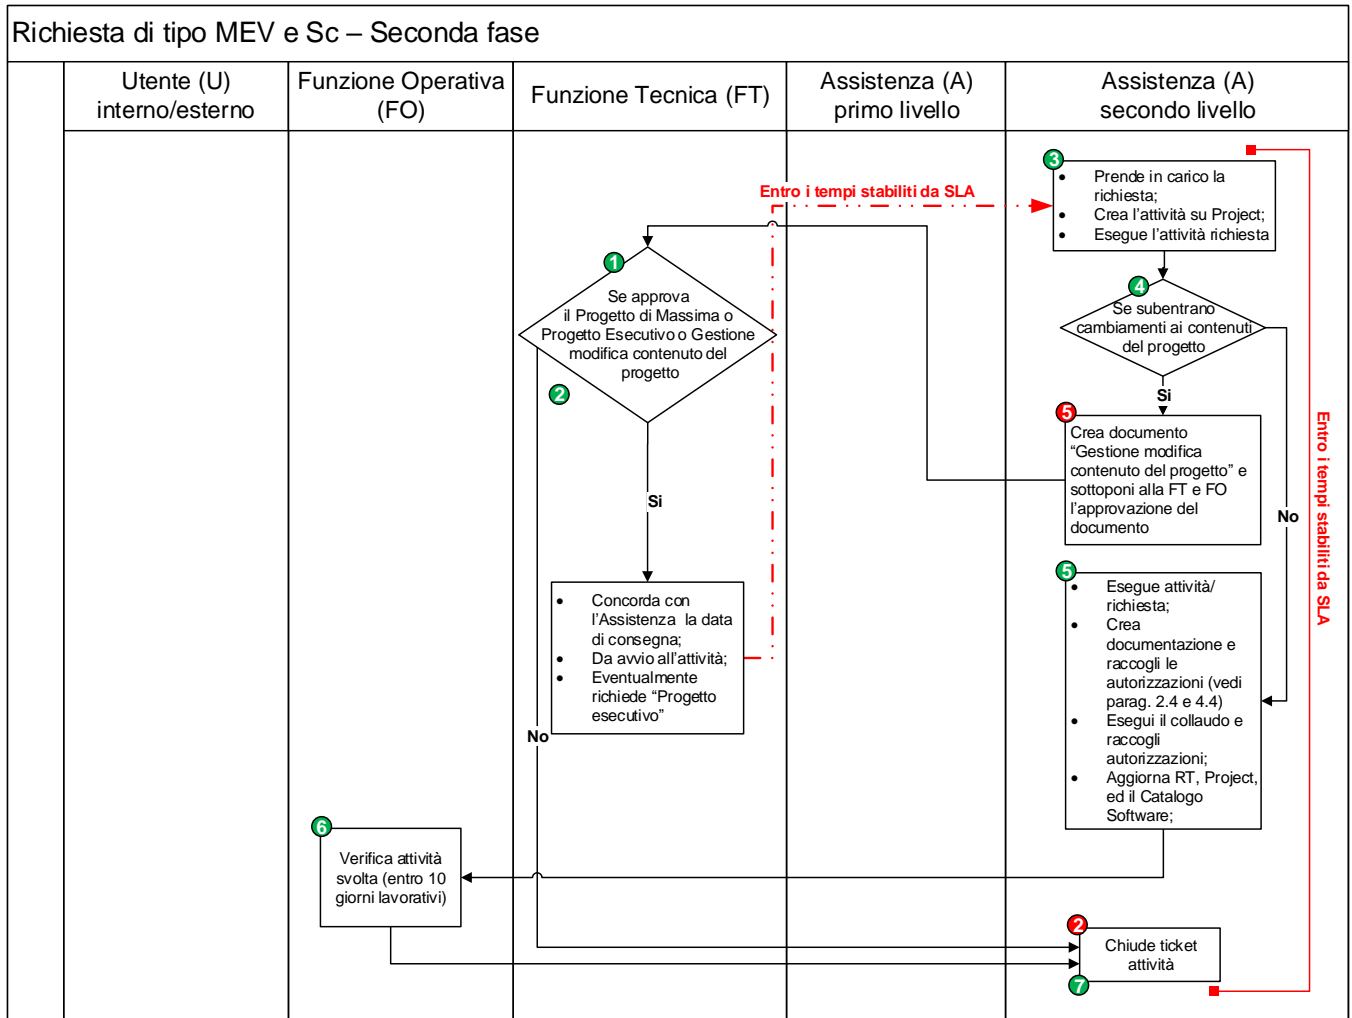 Richiesta di tipo MEV e Sc – Seconda fase
Utente (U)
interno/esterno
Funzione Operativa
(FO)
Funzione Tecnica (FT)
Assistenza (A)
primo livello
Assistenza (A)
secondo livello
3
• Prende in carico la
richiesta;
• Crea l'attività su Project;
• Esegue l'attività richiesta
Entro i tempi stabiliti da SLA
1
Se approva
il Progetto di Massima o
Progetto Esecutivo o Gestione
modifica contenuto del
progetto
2
4
Se subentrano
cambiamenti ai contenuti
del progetto
Si
5
Crea documento
“Gestione modifica
contenuto del progetto” e
sottoponi alla FT e FO
l'approvazione del
documento
No
Entro i tempi stabiliti da SLA
Si
• Concorda con
l'Assistenza la data
di consegna;
• Da avvio all'attività;
• Eventualmente
richiede “Progetto
esecutivo”
No
5
• Esegue attività/
richiesta;
• Crea
documentazione e
raccogli le
autorizzazioni (vedi
parag. 2.4 e 4.4)
• Esegui il collaudo e
raccogli
autorizzazioni;
• Aggiorna RT, Project,
ed il Catalogo
Software;
6
Verifica attività
svolta (entro 10
giorni lavorativi)
2
Chiude ticket
attività
7